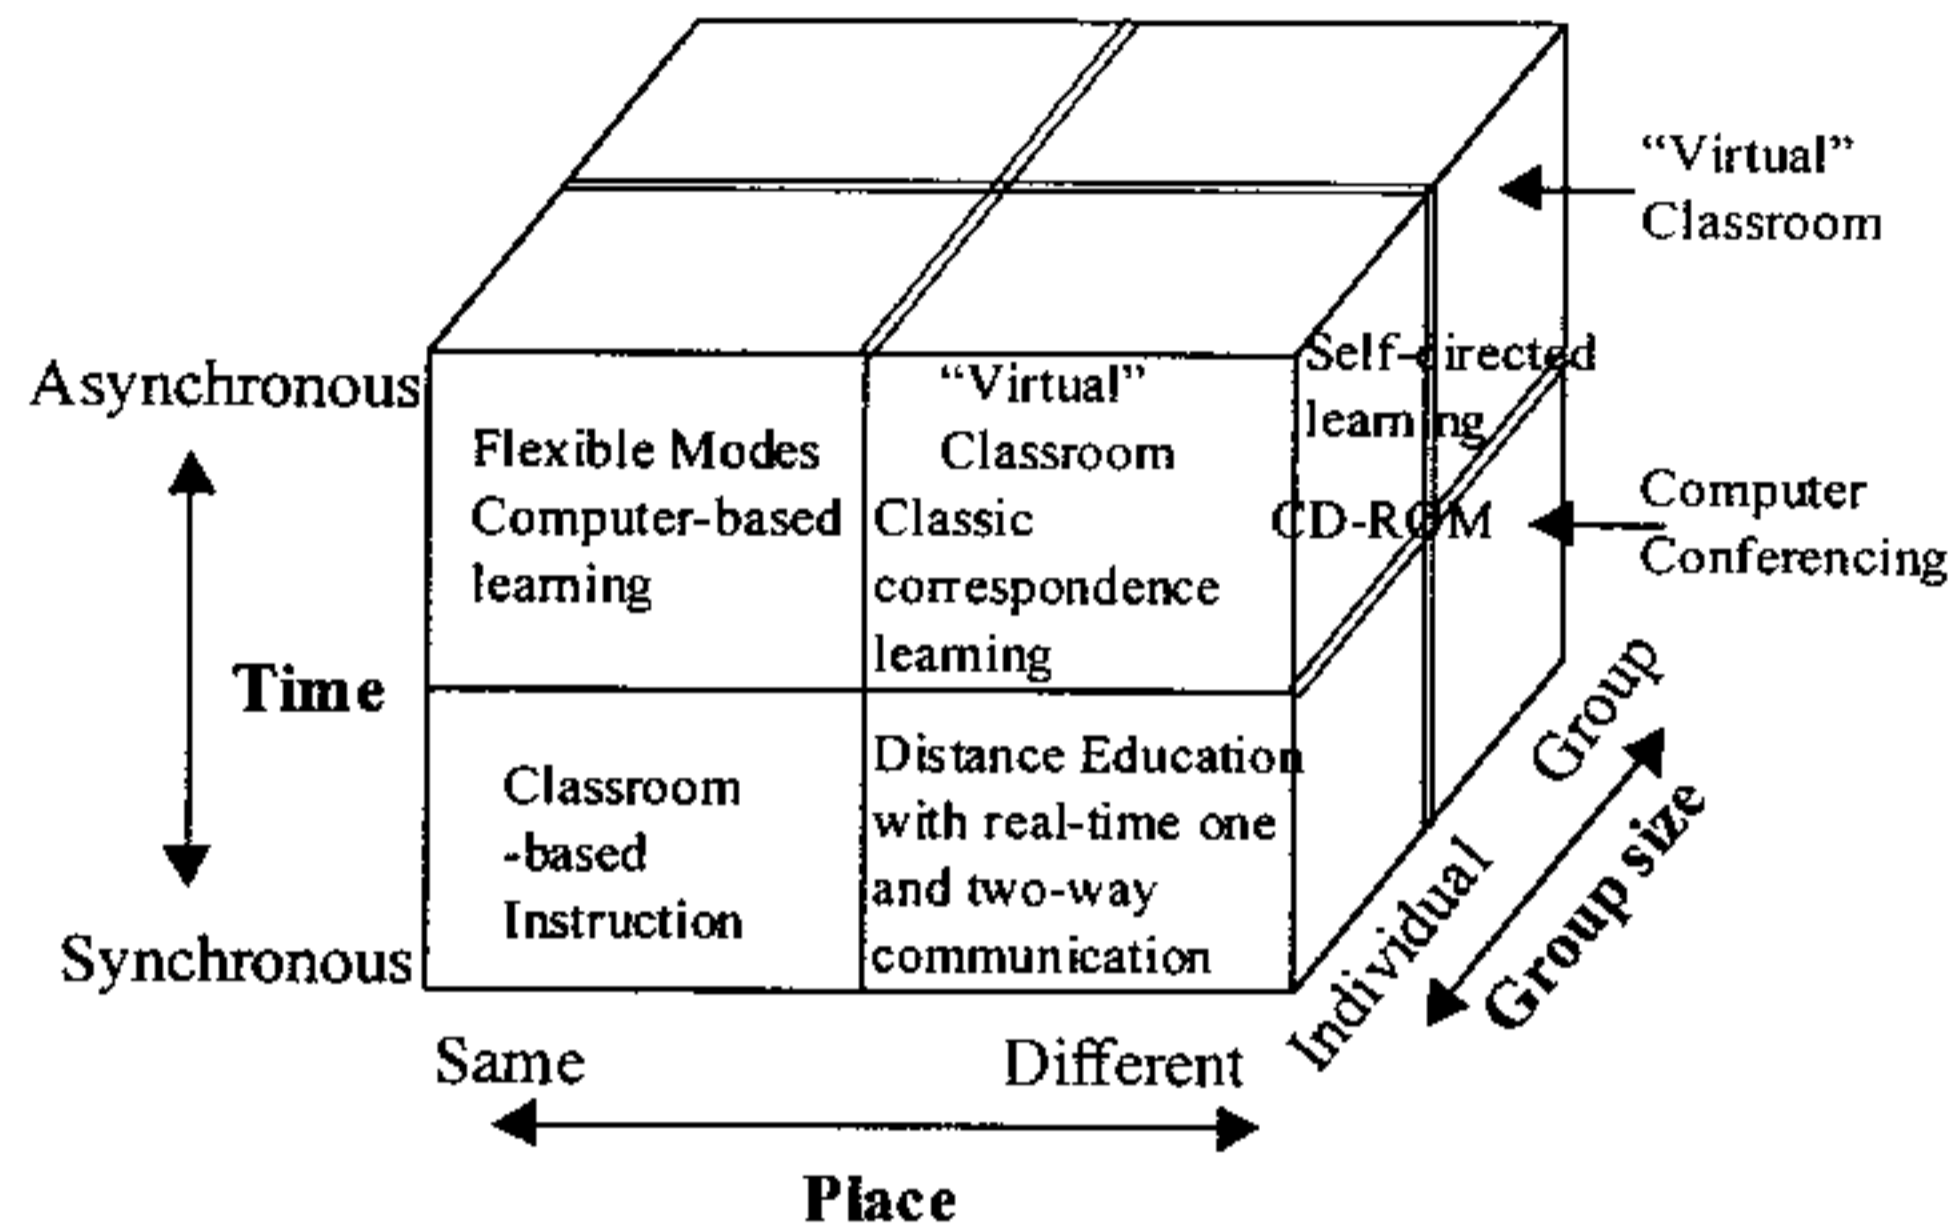 “Virtual”
Classroom
Asynchronous
“Virtual”
Classroom
Self-directed
learning
Flexible Modes
Computer-based
learning
Classic
correspondence
learning
CD-ROM
Computer
Conferencing
Time
Classroom
-based
Instruction
Distance Education
with real-time one
and two-way
communication
Synchronous
Group
Individual
Group size
Same
Different
Place